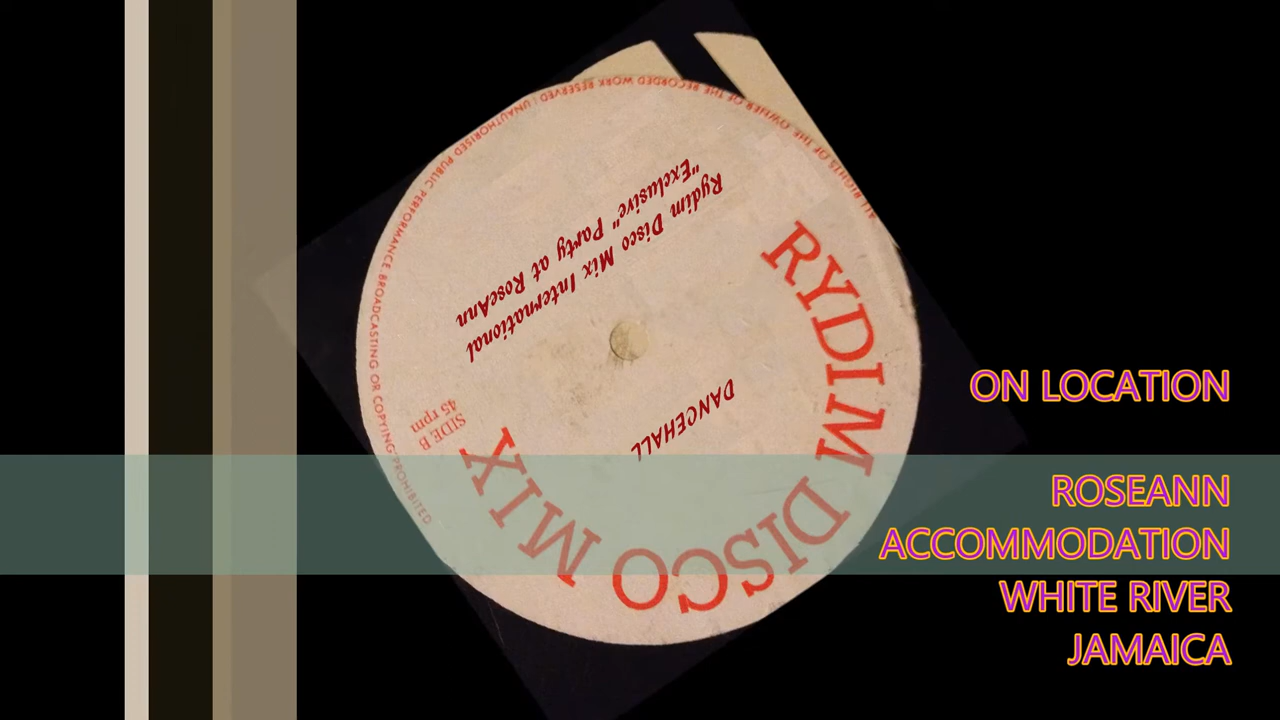 RYDIM DISCO MIX
DANCEHALL
SIDE B
45 rpm
Rydim Disco Mix International
"Exclusive" Party at RoseAnn
ALL RIGHTS OF THE OWNER OF THE RECORDED WORK RESERVED | UNAUTHORISED PUBLIC PERFORMANCE. BROADCASTING OR COPYING PROHIBITED
ON LOCATION
ROSEANN
ACCOMMODATION
WHITE RIVER
JAMAICA